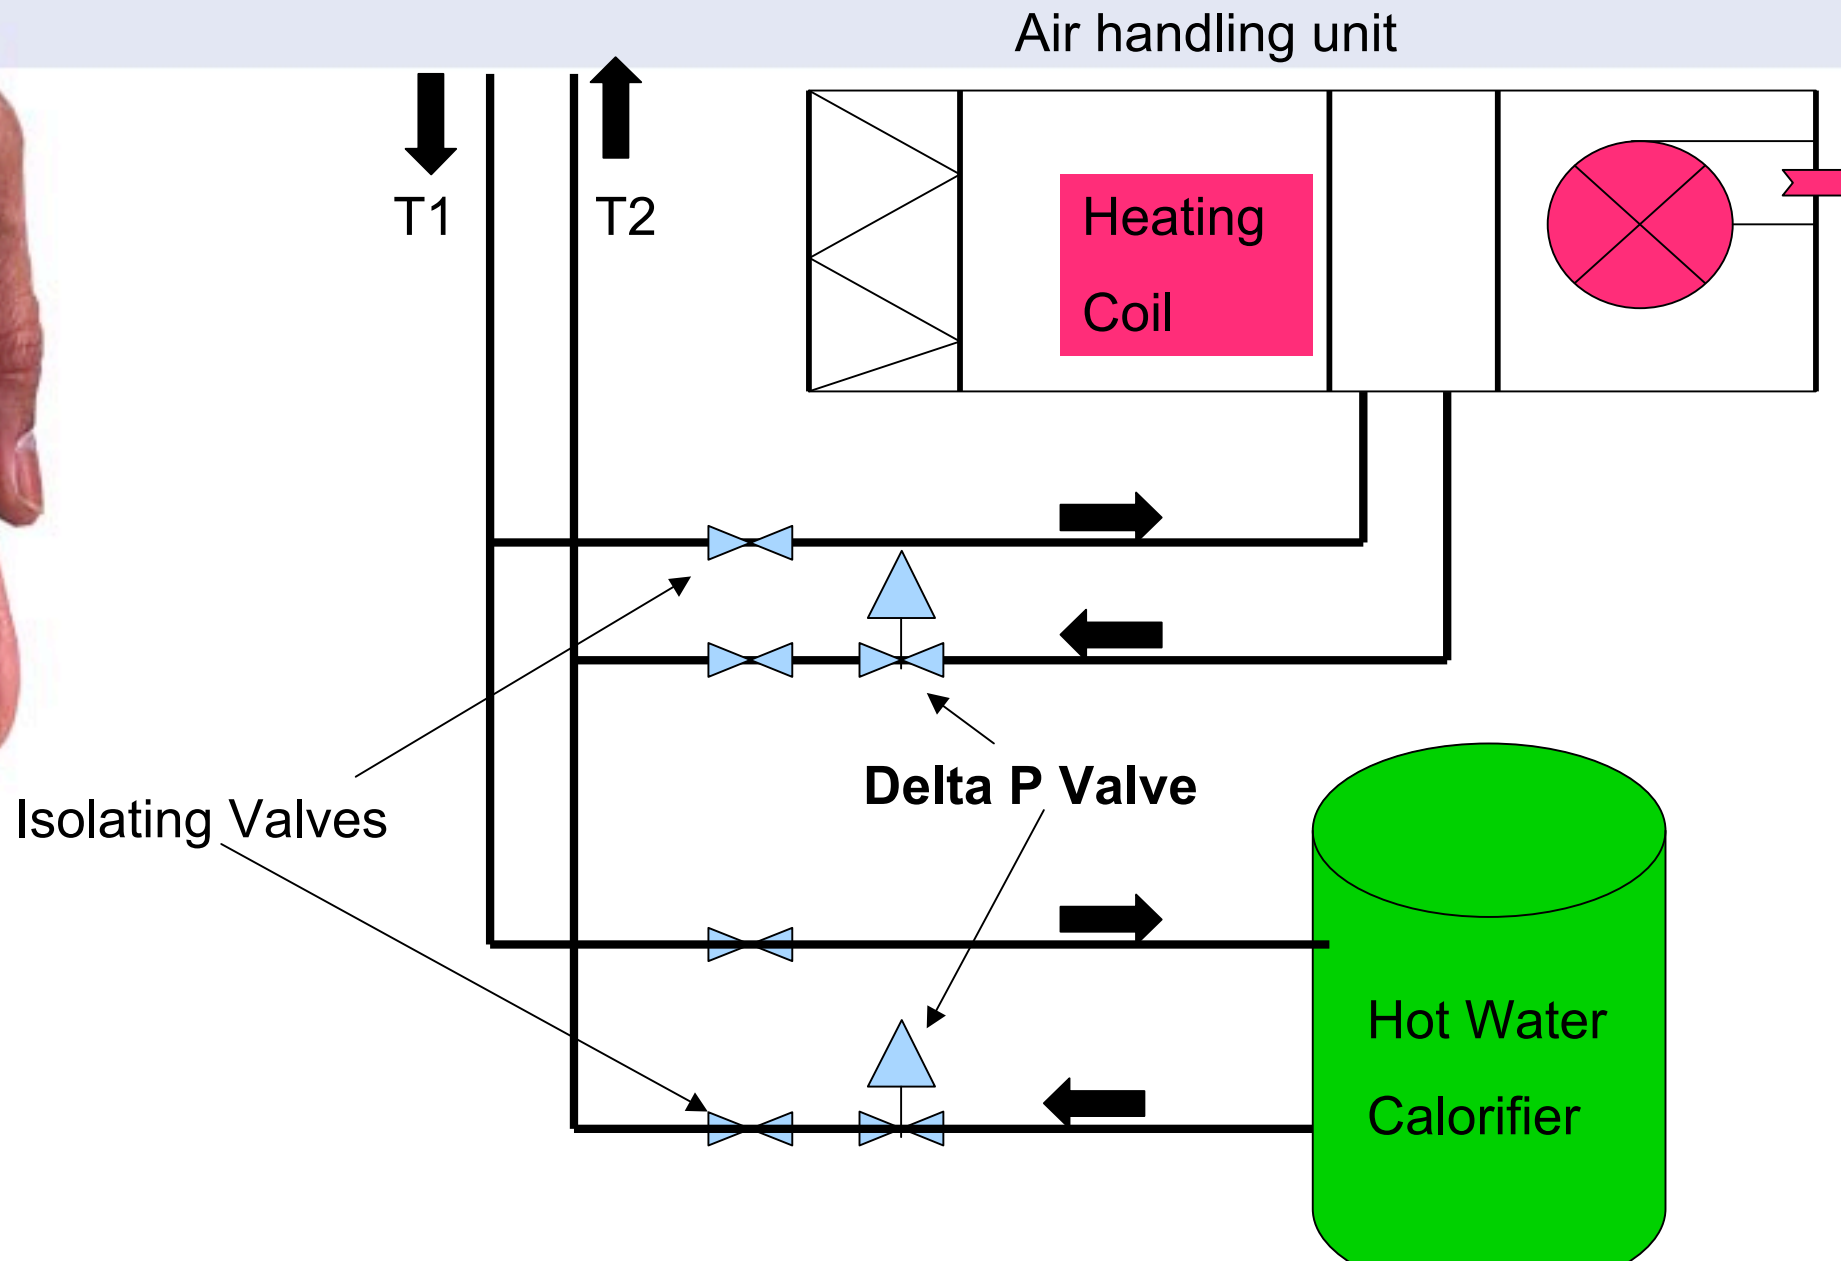 Air handling unit
T1
T2
Heating
Coil
Delta P Valve
Isolating Valves
Hot Water
Calorifier